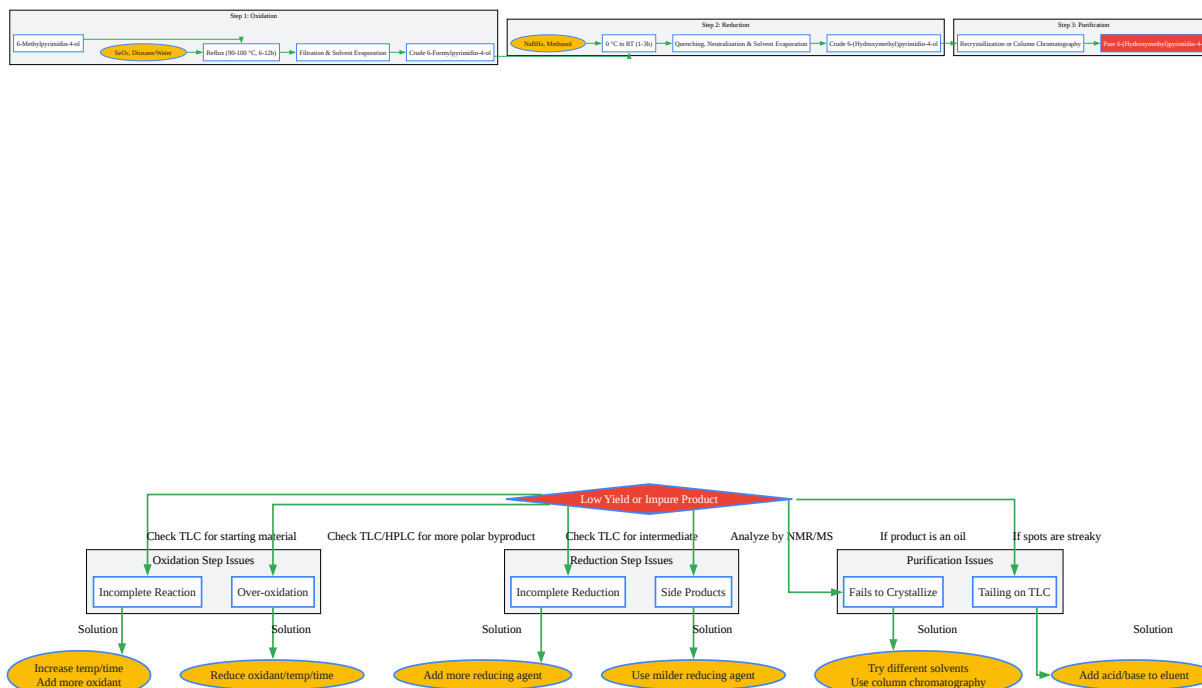 Step 1: Oxidation
6-Methylpyrimidin-4-ol
SeO₂, Dioxane/Water
Reflux (90-100 °C, 6-12h)
Filtration & Solvent Evaporation
Crude 6-Formylpyrimidin-4-ol
Step 2: Reduction
NaBH₄, Methanol
0 °C to RT (1-3h)
Quenching, Neutralization & Solvent Evaporation
Crude 6-(Hydroxymethyl)pyrimidin-4-ol
Step 3: Purification
Recrystallization or Column Chromatography
Pure 6-(Hydroxymethyl)pyrimidin-4-
Low Yield or Impure Product
Check TLC for starting material
Check TLC/HPLC for more polar byproduct
Check TLC for intermediate
Analyze by NMR/MS
If product is an oil
If spots are streaky
Oxidation Step Issues
Incomplete Reaction
Over-oxidation
Reduction Step Issues
Incomplete Reduction
Side Products
Purification Issues
Fails to Crystallize
Tailing on TLC
Solution
Solution
Solution
Solution
Solution
Solution
Increase temp/time
Add more oxidant
Reduce oxidant/temp/time
Add more reducing agent
Use milder reducing agent
Try different solvents
Use column chromatography
Add acid/base to eluent